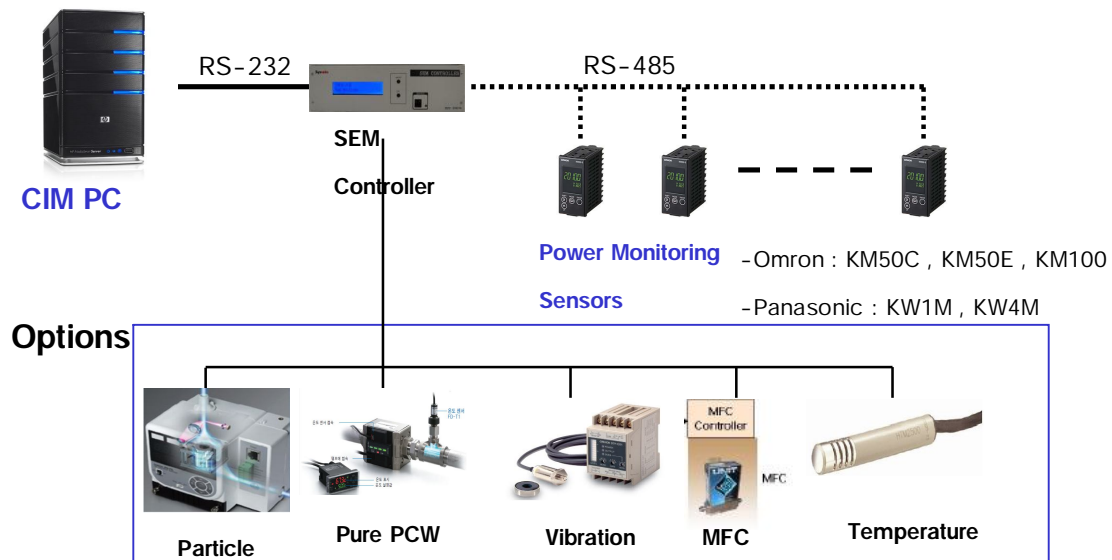 RS-232
RS-485
SEM
Controller
CIM PC
Power Monitoring
Sensors
-Omron : KM50C , KM50E , KM100
-Panasonic : KW1M , KW4M
Options
MFC
Controller
MFC
Particle
Pure PCW
Vibration
MFC
Temperature